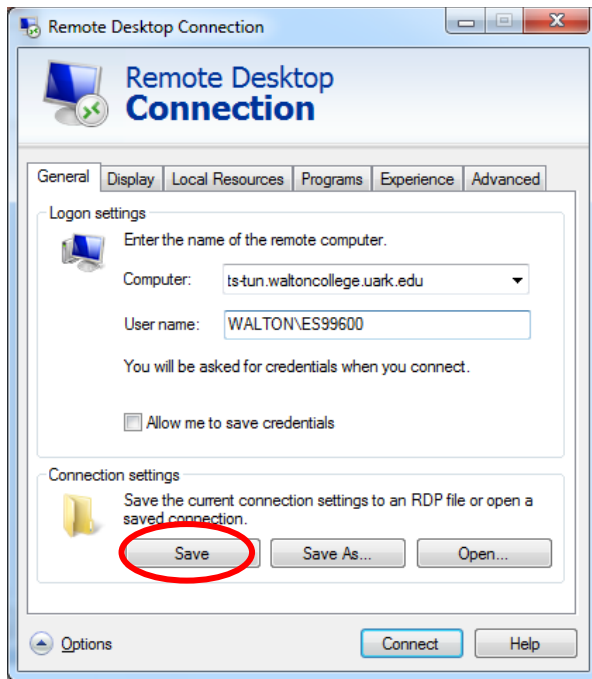 Remote Desktop Connection
Remote Desktop
Connection
General Display Local Resources Programs Experience Advanced
Logon settings
Enter the name of the remote computer.
Computer: ts-tun.waltoncollege.uark.edu
User name: WALTON\ES99600
You will be asked for credentials when you connect.
Allow me to save credentials
Connection settings
Save the current connection settings to an RDP file or open a
saved connection.
Save Save As... Open...
Options Connect Help